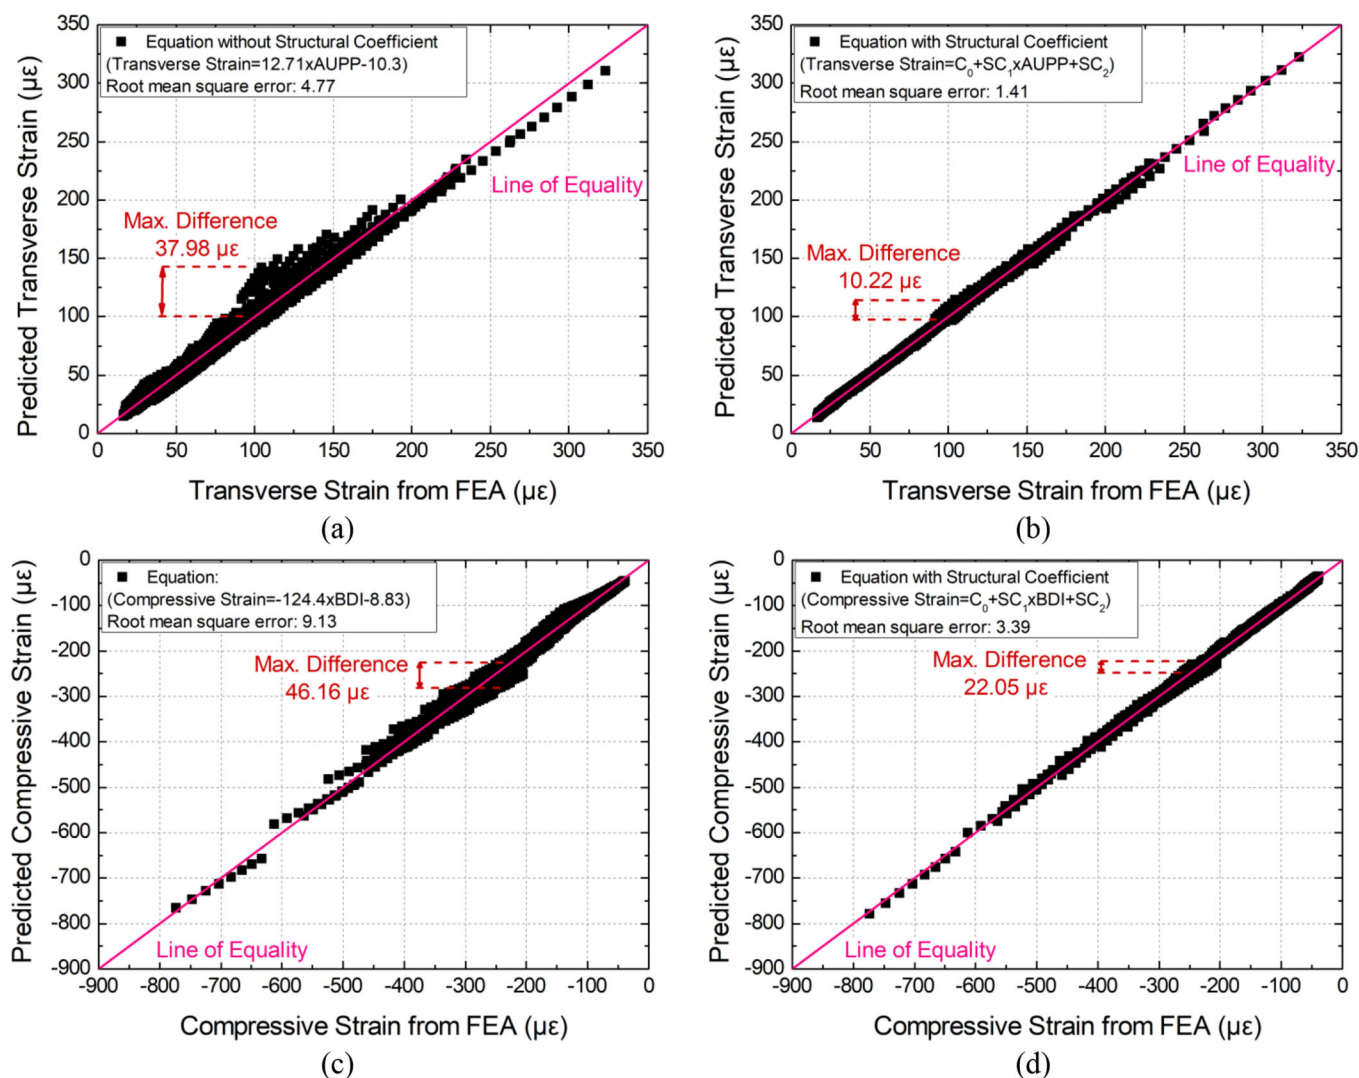 350
300
250
200
150
100
50
0
Predicted Transverse Strain (µε)
Equation without Structural Coefficient
(Transverse Strain=12.71xAUPP-10.3)
Root mean square error: 4.77
Line of Equality
Max. Difference
37.98 µε
0 50 100 150 200 250 300 350
Transverse Strain from FEA (µε)
(a)
350
300
250
200
150
100
50
0
Predicted Transverse Strain (µε)
Equation with Structural Coefficient
(Transverse Strain=C₀+SC₁xAUPP+SC₂)
Root mean square error: 1.41
Line of Equality
Max. Difference
10.22 µε
0 50 100 150 200 250 300 350
Transverse Strain from FEA (µε)
(b)
0
-100
-200
-300
-400
-500
-600
-700
-800
-900
Predicted Compressive Strain (µε)
Equation:
(Compressive Strain=-124.4xBDI-8.83)
Root mean square error: 9.13
Max. Difference
46.16 µε
Line of Equality
-900 -800 -700 -600 -500 -400 -300 -200 -100 0
Compressive Strain from FEA (µε)
(c)
0
-100
-200
-300
-400
-500
-600
-700
-800
-900
Predicted Compressive Strain (µε)
Equation with Structural Coefficient
(Compressive Strain=C₀+SC₁xBDI+SC₂)
Root mean square error: 3.39
Max. Difference
22.05 µε
Line of Equality
-900 -800 -700 -600 -500 -400 -300 -200 -100 0
Compressive Strain from FEA (µε)
(d)